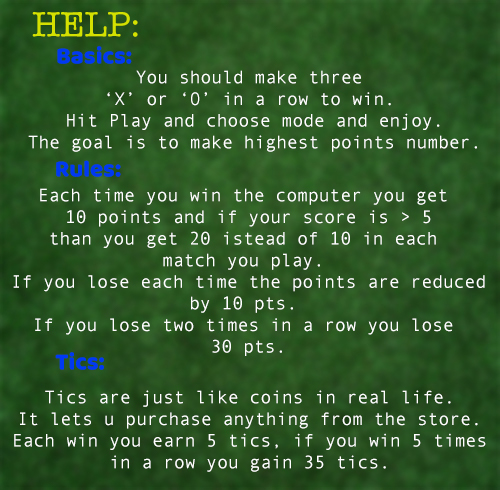 HELP:
Basics:
You should make three
‘X’ or ‘O’ in a row to win.
Hit Play and choose mode and enjoy.
The goal is to make highest points number.
Rules:
Each time you win the computer you get
10 points and if your score is > 5
than you get 20 istead of 10 in each
match you play.
If you lose each time the points are reduced
by 10 pts.
If you lose two times in a row you lose
30 pts.
Tics:
Tics are just like coins in real life.
It lets u purchase anything from the store.
Each win you earn 5 tics, if you win 5 times
in a row you gain 35 tics.